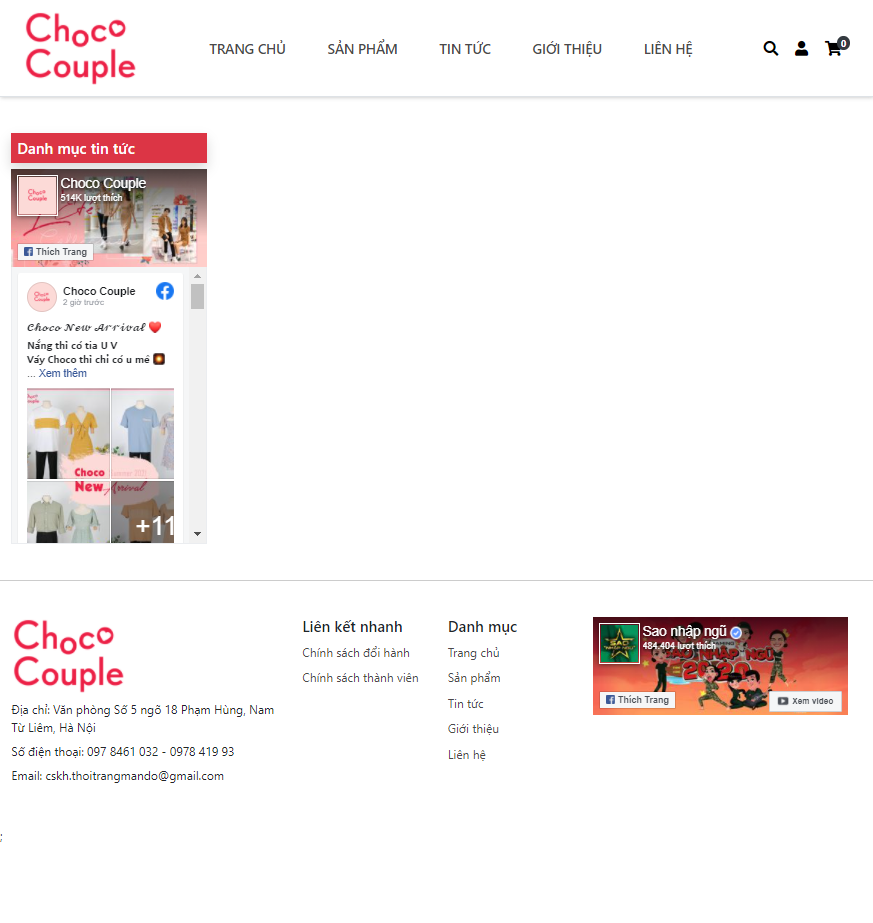 Choco
Couple
TRANG CHỦ
SẢN PHẨM
TIN TỨC
GIỚI THIỆU
LIÊN HỆ
0
Danh mục tin tức
Choco Couple
514K lượt thích
Thích Trang
Choco Couple
2 giờ trước
𝓒𝓱𝓸𝓬𝓸 𝓝𝓮𝔀 𝓐𝓻𝓻𝓲𝓿𝓪𝓵 ❤️
Nắng thì có tia U V
Váy Choco thì chỉ có u mé
... Xem thêm
Choco
New
Arrival
+11
Choco
Couple
Địa chỉ: Văn phòng Số 5 ngõ 18 Phạm Hùng, Nam
Từ Liêm, Hà Nội
Số điện thoại: 097 8461 032 - 0978 419 93
Email: cskh.thoitrangmando@gmail.com
Liên kết nhanh
Chính sách đổi hành
Chính sách thành viên
Danh mục
Trang chủ
Sản phẩm
Tin tức
Giới thiệu
Liên hệ
Sao nhập ngũ
484.404 lượt thích
Thích Trang
Xem video
;